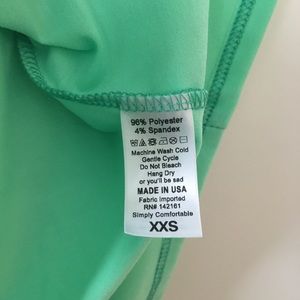 96% Polyester
4% Spandex
Machine Wash Cold
Gentle Cycle
Do Not Bleach
Hang Dry
or you'll be sad
MADE IN USA
Fabric Imported
RN# 142161
Simply Comfortable
XXS